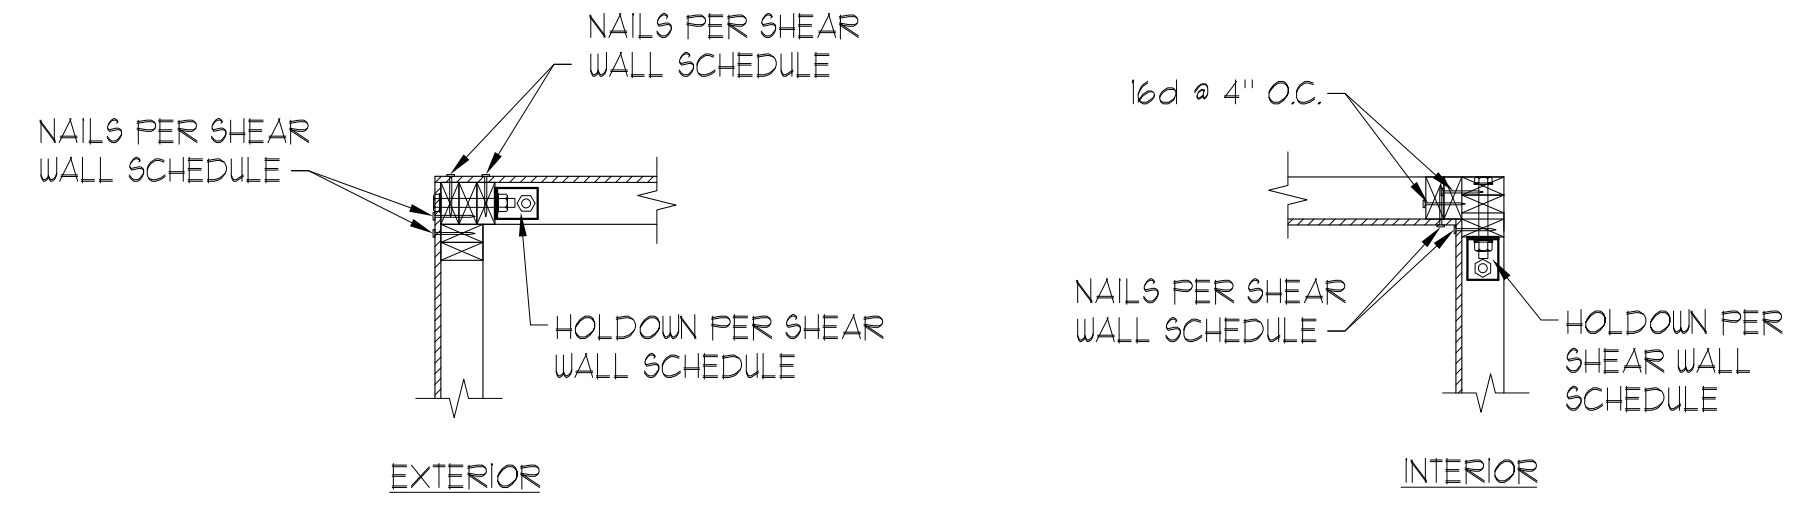 NAILS PER SHEAR
WALL SCHEDULE
NAILS PER SHEAR
WALL SCHEDULE
HOLDOWN PER SHEAR
WALL SCHEDULE
EXTERIOR
16d @ 4" O.C.
NAILS PER SHEAR
WALL SCHEDULE
HOLDOWN PER
SHEAR WALL
SCHEDULE
INTERIOR